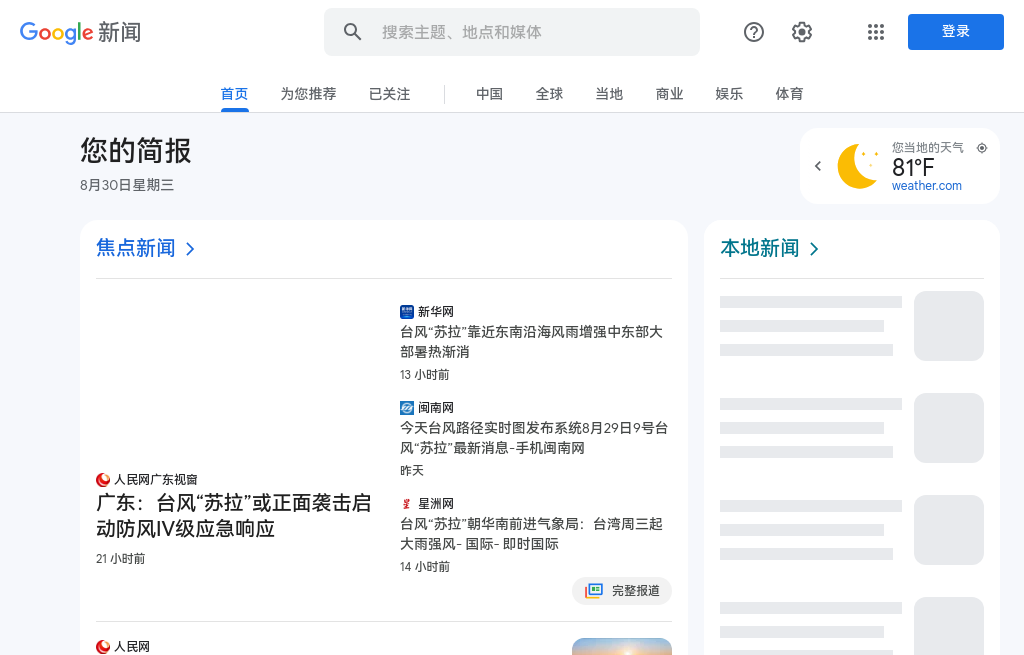 Google 新闻
搜索主题、地点和媒体
登录
首页 为您推荐 已关注 中国 全球 当地 商业 娱乐 体育
您的简报
8月30日星期三
您当地的天气
81°F
weather.com
焦点新闻
人民网广东视窗
广东：台风“苏拉”或正面袭击启
动防风IV级应急响应
21 小时前
新华网
台风“苏拉”靠近东南沿海风雨增强中东部大
部暑热渐消
13 小时前
闽南网
今天台风路径实时图发布系统8月29日9号台
风“苏拉”最新消息-手机闽南网
昨天
星洲网
台风“苏拉”朝华南前进气象局：台湾周三起
大雨强风- 国际- 即时国际
14 小时前
完整报道
人民网
本地新闻